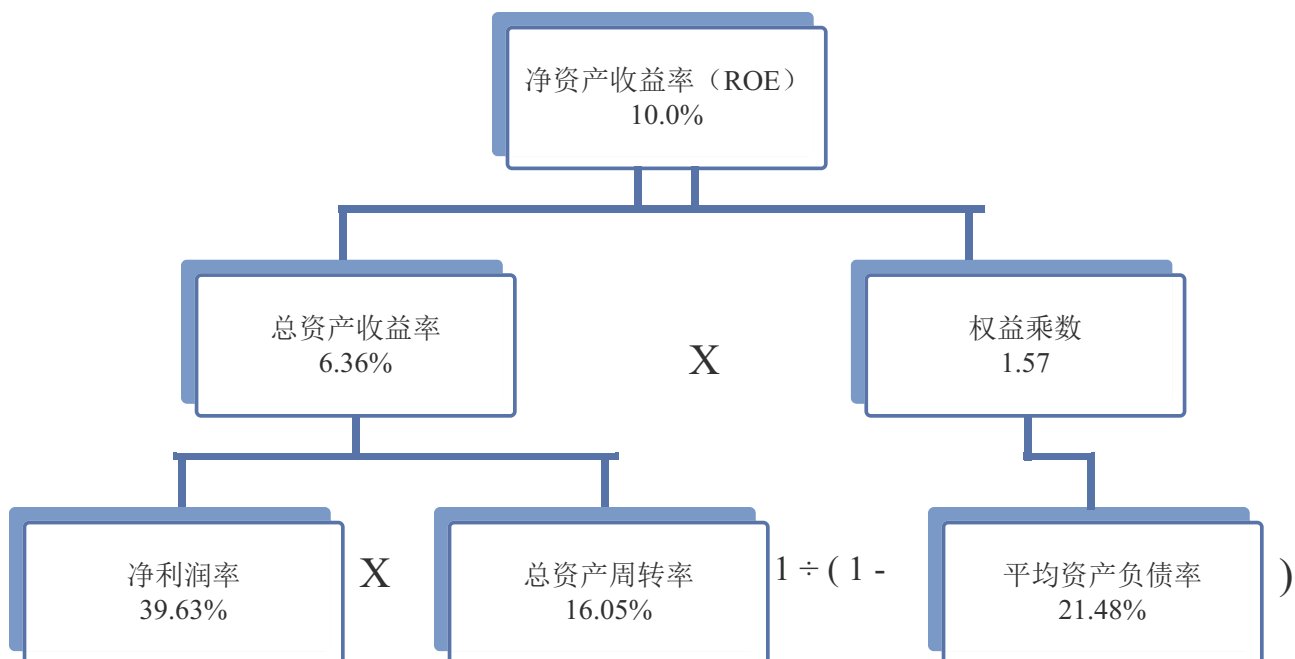 净资产收益率（ROE）
10.0%
总资产收益率
6.36%
X
权益乘数
1.57
净利润率
39.63%
X
总资产周转率
16.05%
1 ÷ ( 1 -
平均资产负债率
21.48%
)